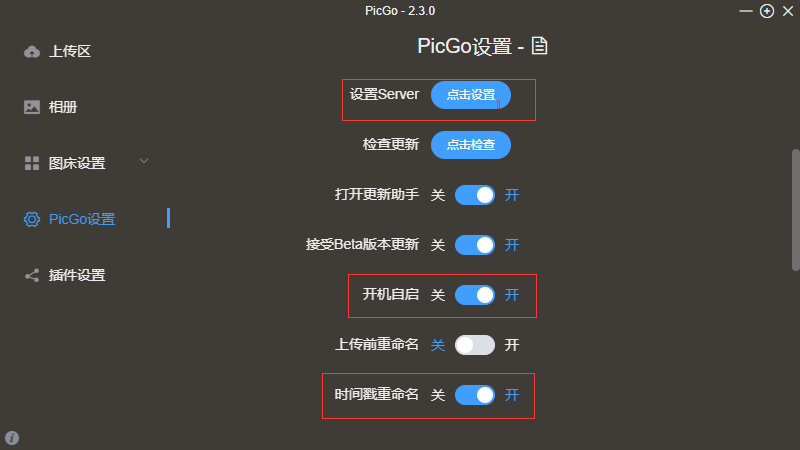 PicGo - 2.3.0
上传区
相册
图床设置
PicGo设置
插件设置
PicGo设置 -
设置Server 点击设置
检查更新 点击检查
打开更新助手 关 开
接受Beta版本更新 关 开
开机自启 关 开
上传前重命名 关 开
时间戳重命名 关 开